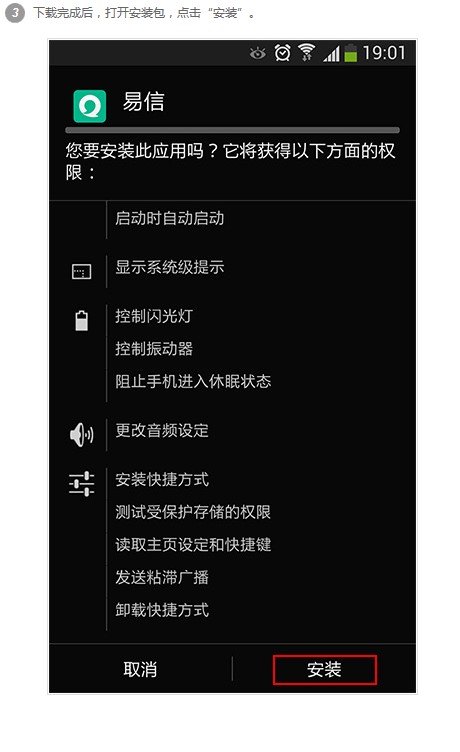 3 下载完成后，打开安装包，点击“安装”。
19:01
易信
您要安装此应用吗？它将获得以下方面的权
限：
启动时自动启动
显示系统级提示
控制闪光灯
控制振动器
阻止手机进入休眠状态
更改音频设定
安装快捷方式
测试受保护存储的权限
读取主页设定和快捷键
发送粘滞广播
卸载快捷方式
取消 安装